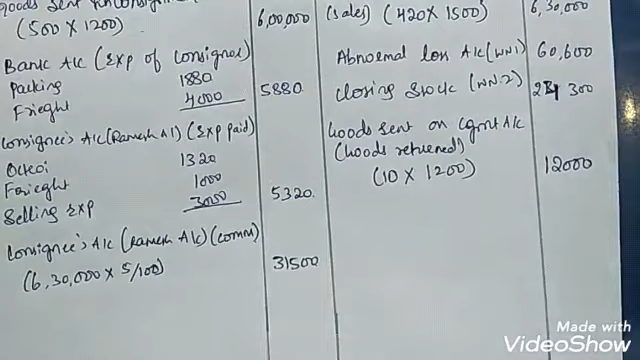 Goods sent on Consignment
(500 X 1200)
6,00,000
Bank A/c (Exp of Consignor)
Packing 1880
Frieght 4000
5880
Consignee's A/c (Ramesh A/c) (Exp paid)
Octroi 1320
Frieght 1000
Selling Exp 3000
5320
Consignee's A/c (Ramesh A/c) (Comm)
(6,30,000 X 5/100)
31500
(Sales) (420 X 1500) 6,30,000
Abnormal loss A/c (WN1) 60,600
Closing Stock (WN2) 300
Goods sent on Cgnmt A/c
(Goods returned)
(10 X 1200) 12000
Made with
VideoShow